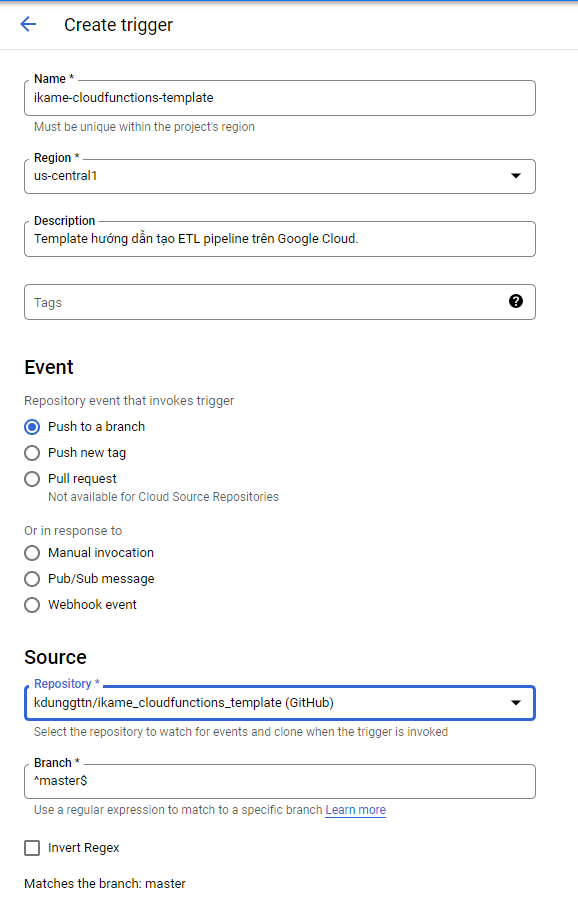 Create trigger
Name *
ikame-cloudfunctions-template
Must be unique within the project's region
Region *
us-central1
Description
Template hướng dẫn tạo ETL pipeline trên Google Cloud.
Tags
?
Event
Repository event that invokes trigger
Push to a branch
Push new tag
Pull request
Not available for Cloud Source Repositories
Or in response to
Manual invocation
Pub/Sub message
Webhook event
Source
Repository *
kdunggttn/ikame_cloudfunctions_template (GitHub)
Select the repository to watch for events and clone when the trigger is invoked
Branch *
^master$
Use a regular expression to match to a specific branch Learn more
Invert Regex
Matches the branch: master